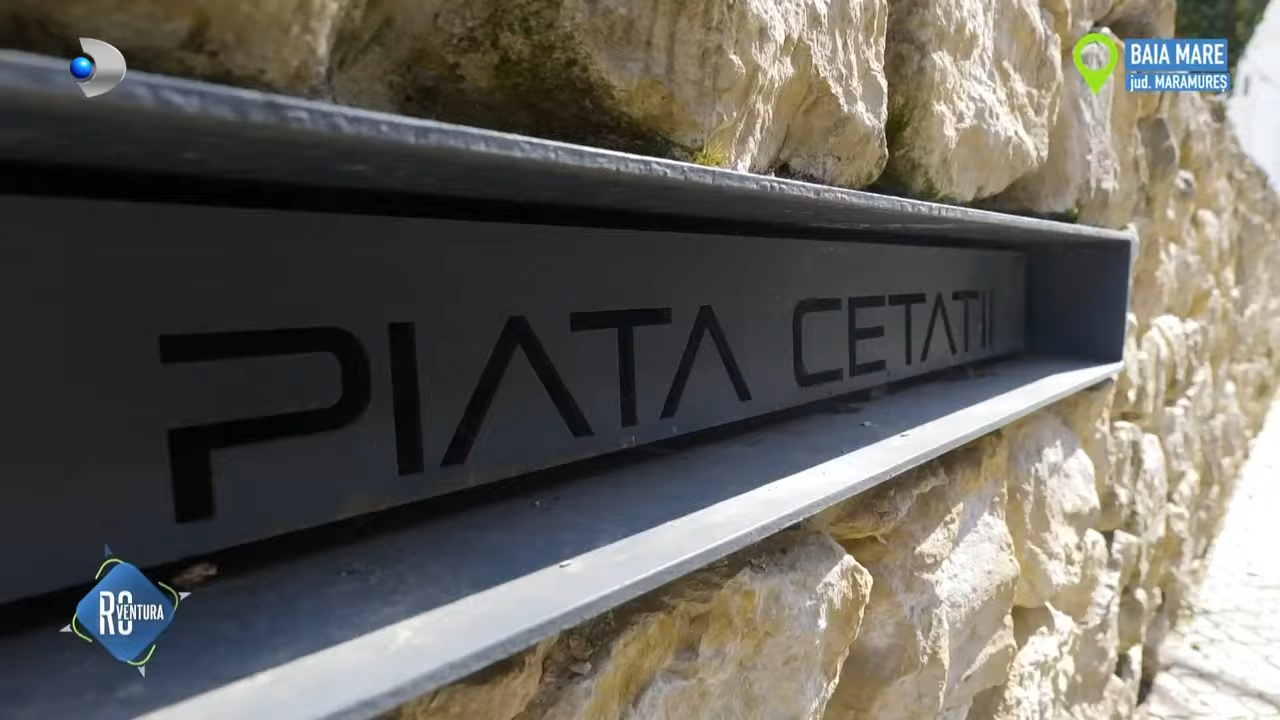 BAIA MARE
jud. MARAMUREȘ
PIATA CETATII
RO
VENTURA